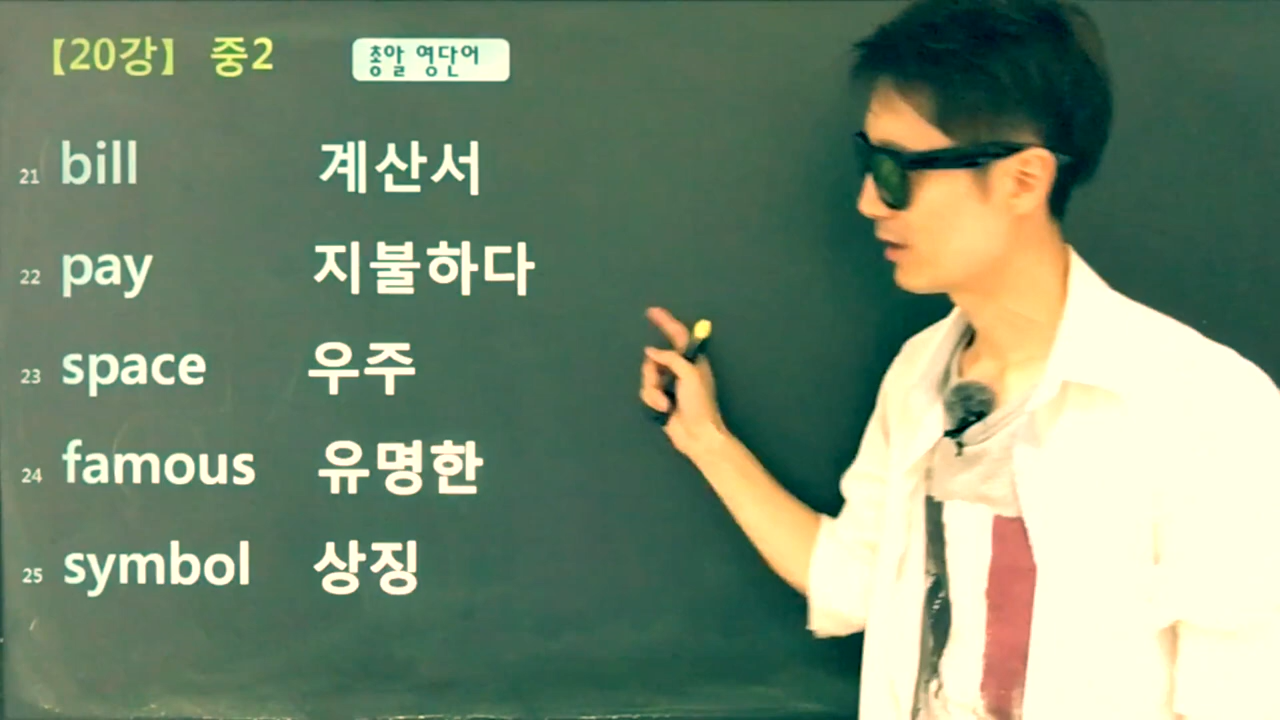 【20강】 중2 총알 영단어
21 bill 계산서
22 pay 지불하다
23 space 우주
24 famous 유명한
25 symbol 상징